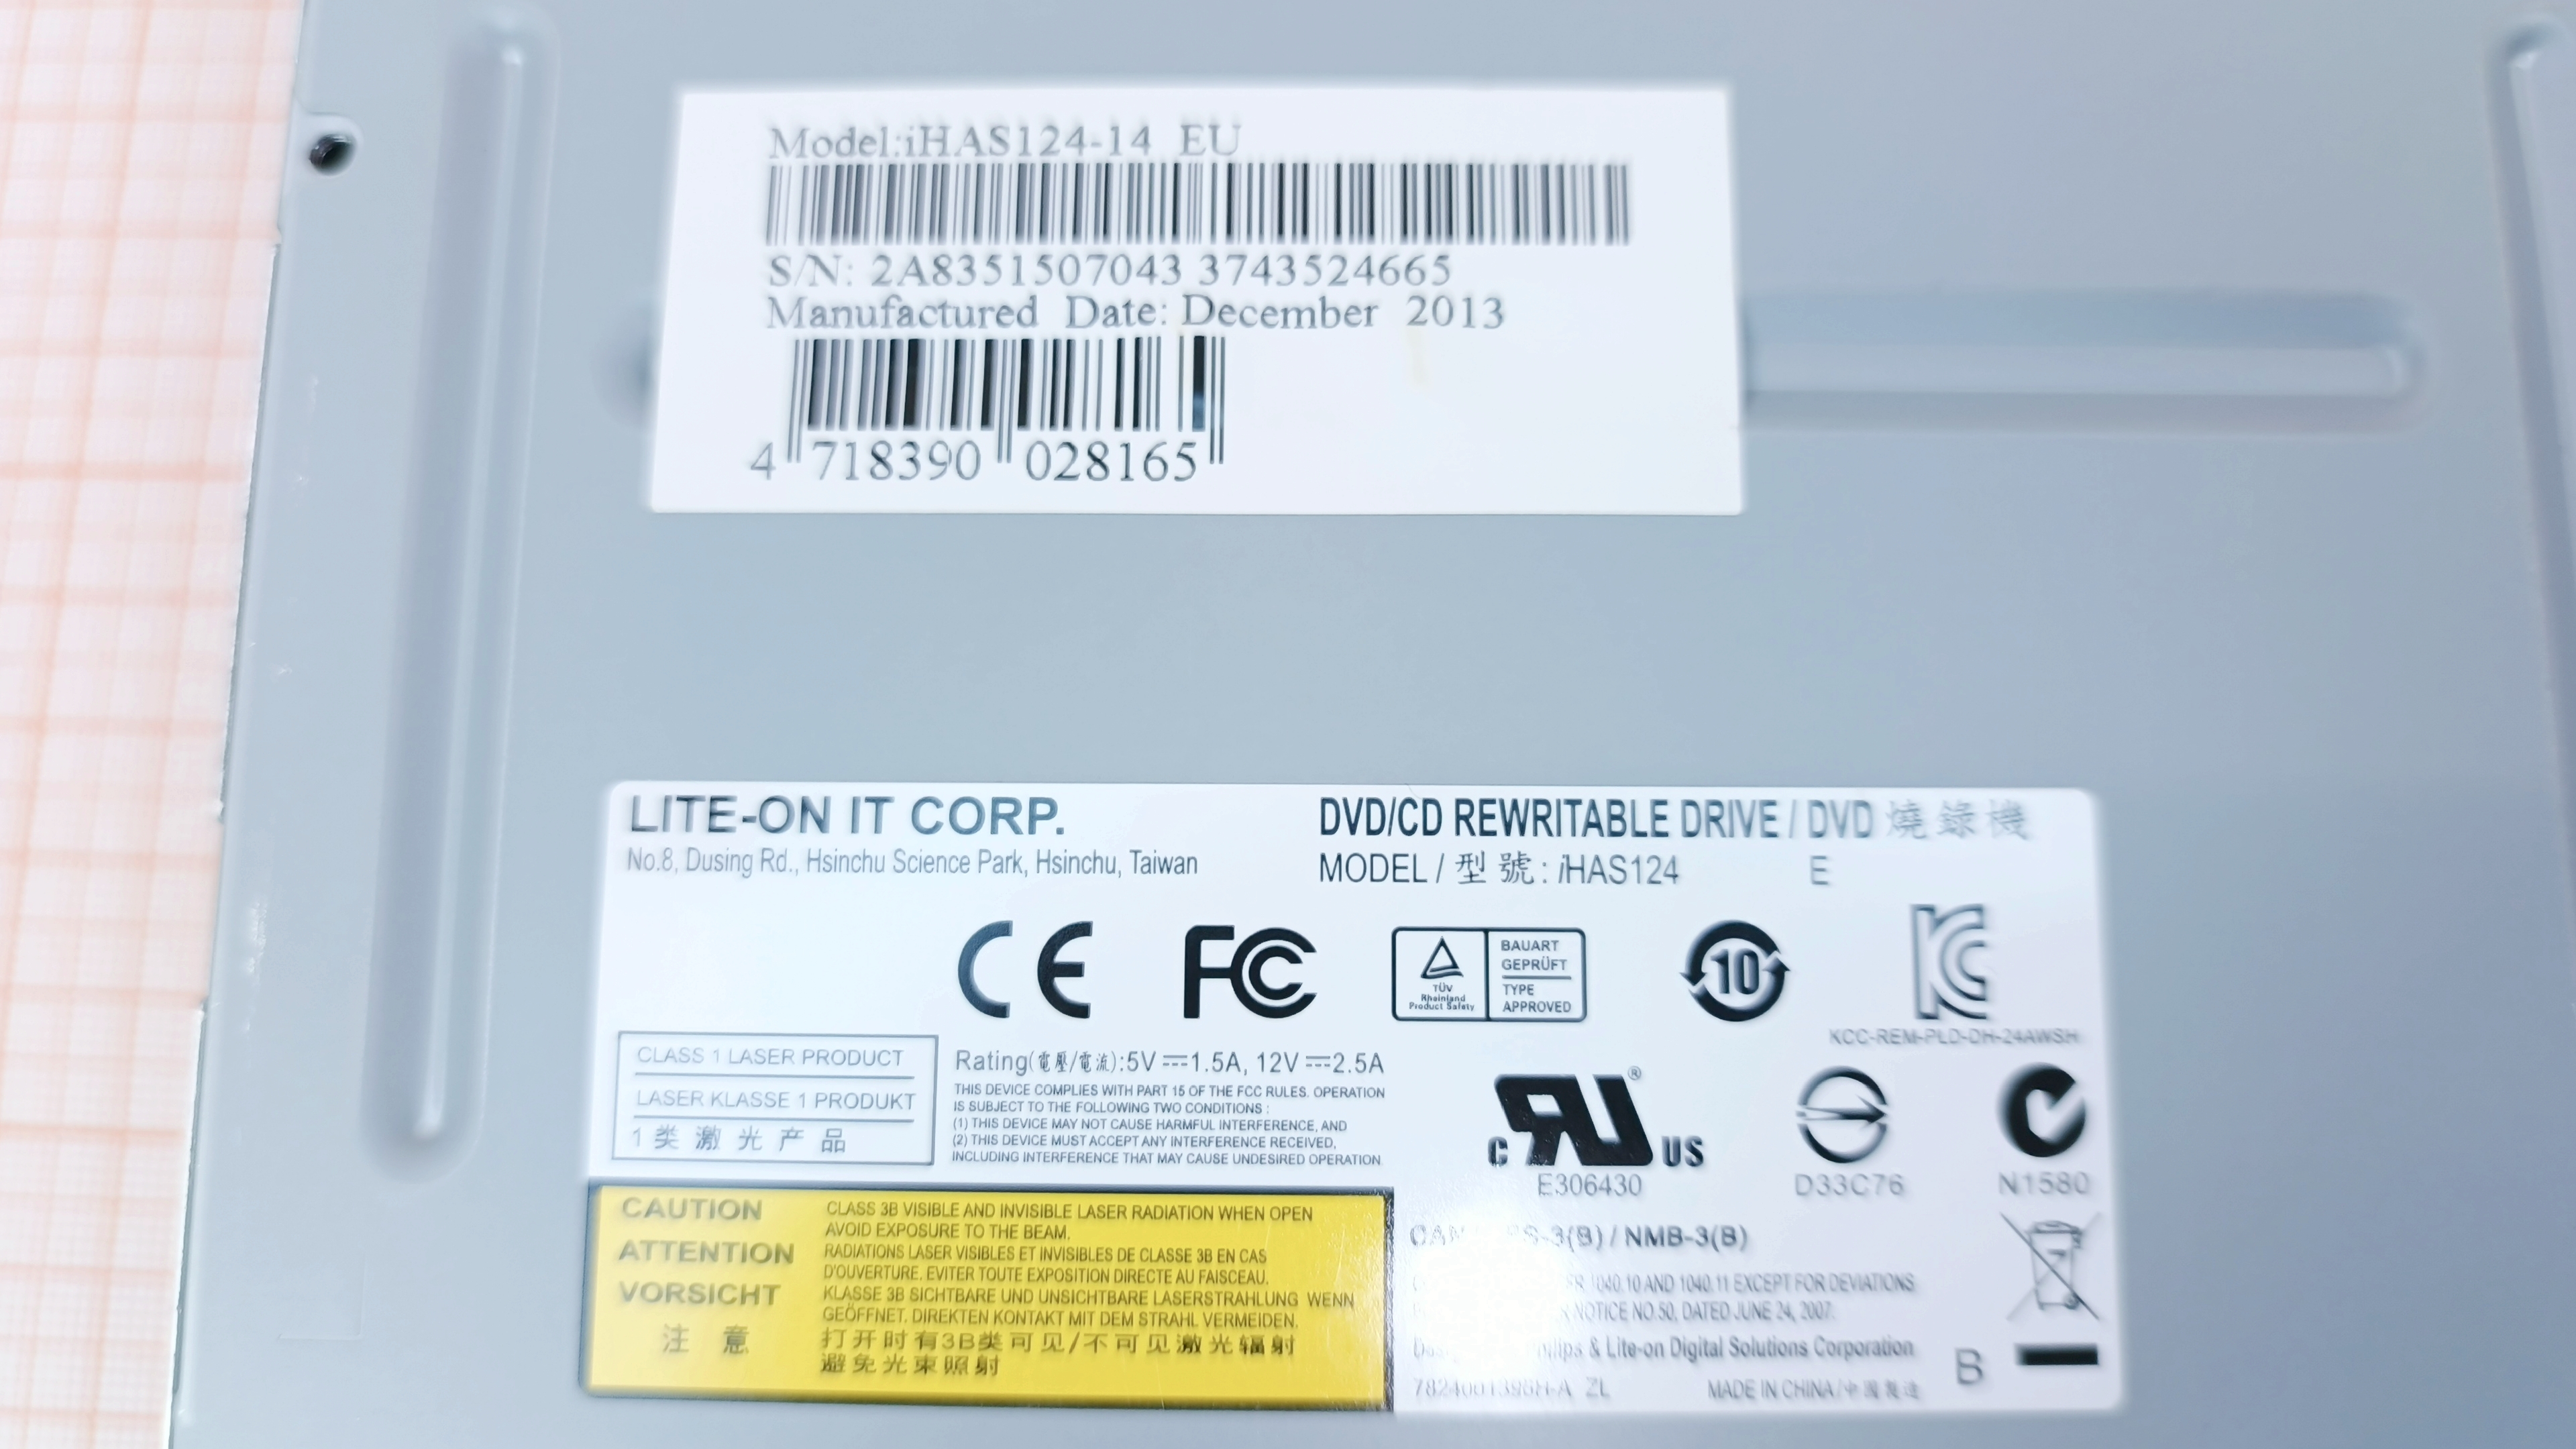 Model:iHAS124-14 EU
S/N: 2A8351507043 3743524665
Manufactured Date: December 2013
4 718390 028165
LITE-ON IT CORP.
No.8, Dusing Rd., Hsinchu Science Park, Hsinchu, Taiwan
DVD/CD REWRITABLE DRIVE / DVD 燒錄機
MODEL / 型號 : iHAS124 E
CE
FC
TÜV
Rheinland
Product Safety
BAUART
GEPRÜFT
TYPE
APPROVED
10
KC
KCC-REM-PLD-DH-24AWSH
CLASS 1 LASER PRODUCT
LASER KLASSE 1 PRODUKT
1 类激光产品
Rating(電壓/電流):5V⎓1.5A, 12V⎓2.5A
THIS DEVICE COMPLIES WITH PART 15 OF THE FCC RULES. OPERATION
IS SUBJECT TO THE FOLLOWING TWO CONDITIONS :
(1) THIS DEVICE MAY NOT CAUSE HARMFUL INTERFERENCE, AND
(2) THIS DEVICE MUST ACCEPT ANY INTERFERENCE RECEIVED,
INCLUDING INTERFERENCE THAT MAY CAUSE UNDESIRED OPERATION
c RU US ®
E306430
D33C76
N1580
CAUTION
ATTENTION
VORSICHT
注意
CLASS 3B VISIBLE AND INVISIBLE LASER RADIATION WHEN OPEN
AVOID EXPOSURE TO THE BEAM.
RADIATIONS LASER VISIBLES ET INVISIBLES DE CLASSE 3B EN CAS
D'OUVERTURE. EVITER TOUTE EXPOSITION DIRECTE AU FAISCEAU.
KLASSE 3B SICHTBARE UND UNSICHTBARE LASERSTRAHLUNG WENN
GEÖFFNET. DIREKTEN KONTAKT MIT DEM STRAHL VERMEIDEN.
打开时有3B类可见/不可见激光辐射
避免光束照射
/ NMB-3(B)
1040.10 AND 1040.11 EXCEPT FOR DEVIATIONS
NOTICE NO.50, DATED JUNE 24, 2007.
& Lite-on Digital Solutions Corporation
ZL
MADE IN CHINA/中国制造
B